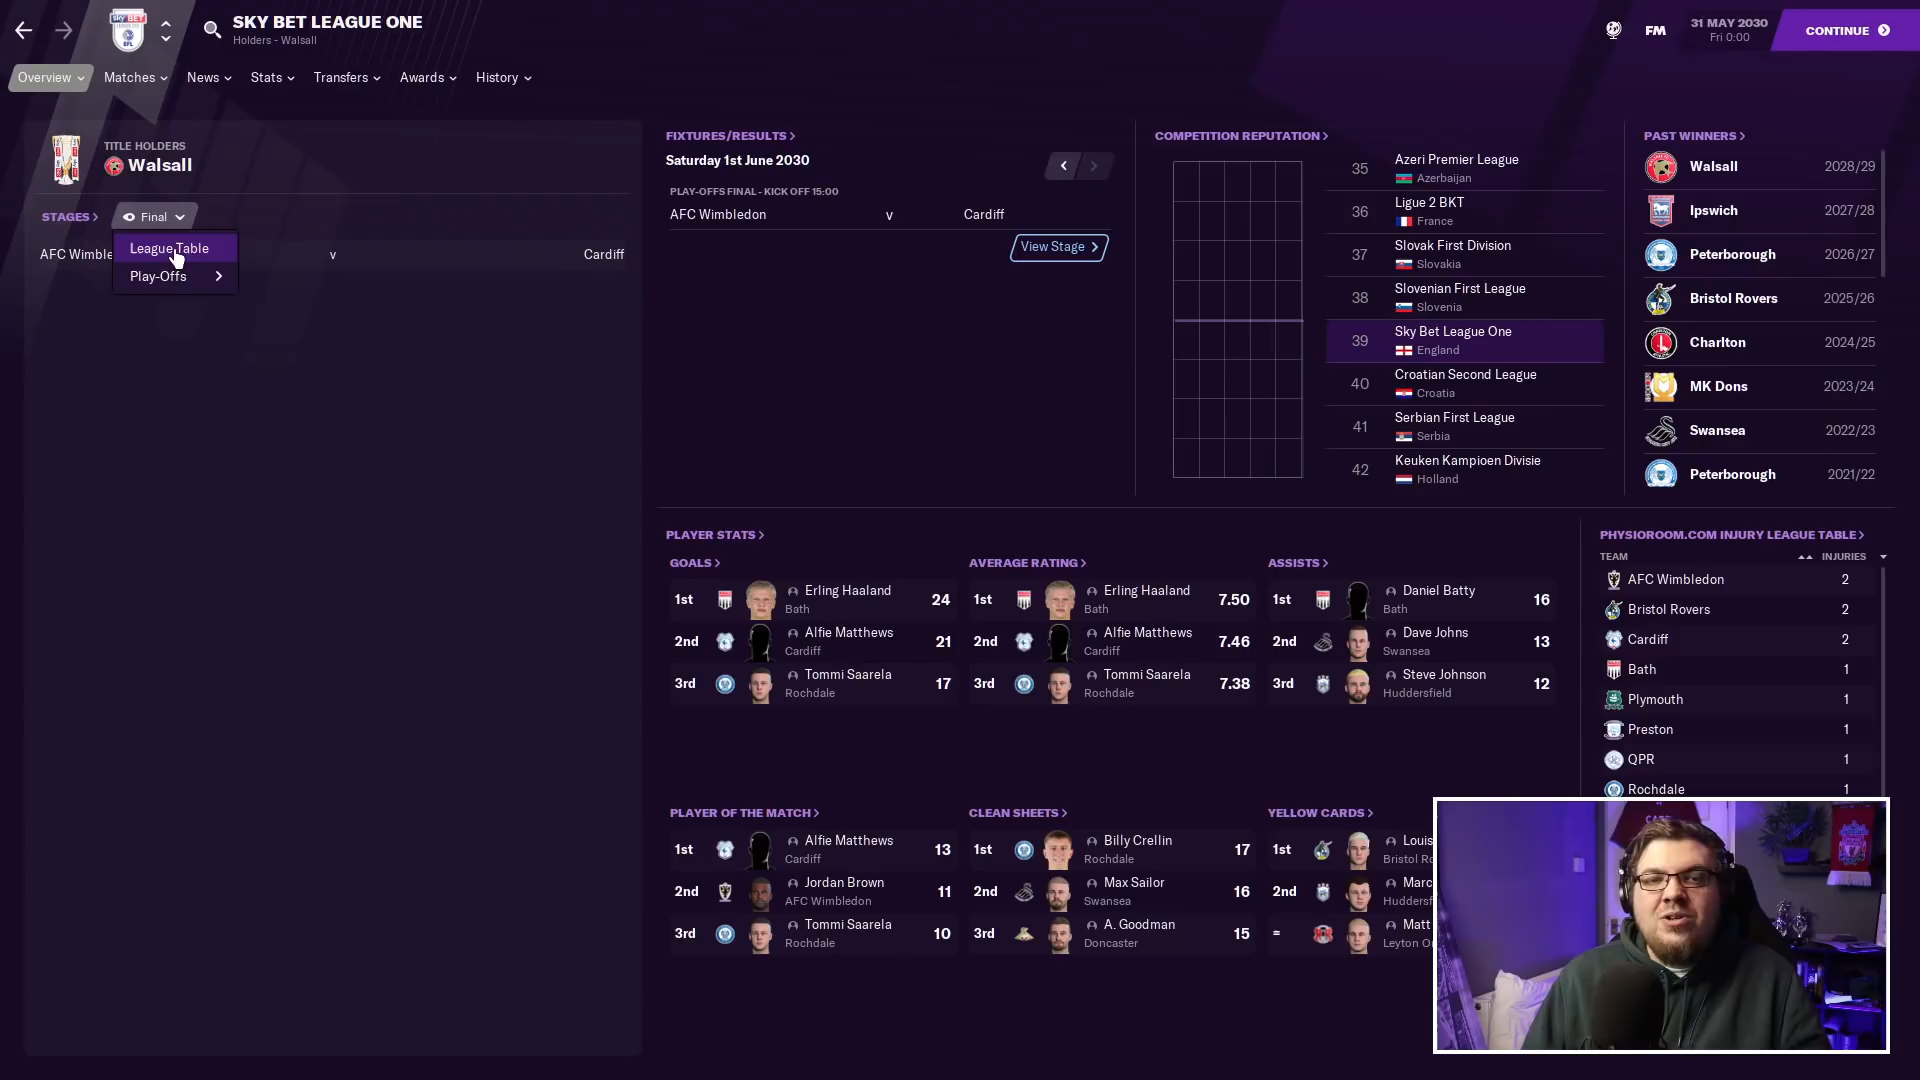 SKY BET LEAGUE ONE
Holders - Walsall
FM
31 MAY 2030
Fri 0:00
CONTINUE
Overview
Matches
News
Stats
Transfers
Awards
History
TITLE HOLDERS
Walsall
STAGES
Final
AFC Wimble
v
Cardiff
League Table
Play-Offs
FIXTURES/RESULTS
Saturday 1st June 2030
PLAY-OFFS FINAL - KICK OFF 15:00
AFC Wimbledon v Cardiff
View Stage
COMPETITION REPUTATION
35 Azeri Premier League
Azerbaijan
36 Ligue 2 BKT
France
37 Slovak First Division
Slovakia
38 Slovenian First League
Slovenia
39 Sky Bet League One
England
40 Croatian Second League
Croatia
41 Serbian First League
Serbia
42 Keuken Kampioen Divisie
Holland
PAST WINNERS
Walsall 2028/29
Ipswich 2027/28
Peterborough 2026/27
Bristol Rovers 2025/26
Charlton 2024/25
MK Dons 2023/24
Swansea 2022/23
Peterborough 2021/22
PLAYER STATS
GOALS
1st Erling Haaland 24
Bath
2nd Alfie Matthews 21
Cardiff
3rd Tommi Saarela 17
Rochdale
AVERAGE RATING
1st Erling Haaland 7.50
Bath
2nd Alfie Matthews 7.46
Cardiff
3rd Tommi Saarela 7.38
Rochdale
ASSISTS
1st Daniel Batty 16
Bath
2nd Dave Johns 13
Swansea
3rd Steve Johnson 12
Huddersfield
PHYSIOROOM.COM INJURY LEAGUE TABLE
TEAM INJURIES
AFC Wimbledon 2
Bristol Rovers 2
Cardiff 2
Bath 1
Plymouth 1
Preston 1
QPR 1
Rochdale 1
PLAYER OF THE MATCH
1st Alfie Matthews 13
Cardiff
2nd Jordan Brown 11
AFC Wimbledon
3rd Tommi Saarela 10
Rochdale
CLEAN SHEETS
1st Billy Crellin 17
Rochdale
2nd Max Sailor 16
Swansea
3rd A. Goodman 15
Doncaster
YELLOW CARDS
1st Louis
Bristol Ro
2nd Marc
Huddersf
= Matt
Leyton Or